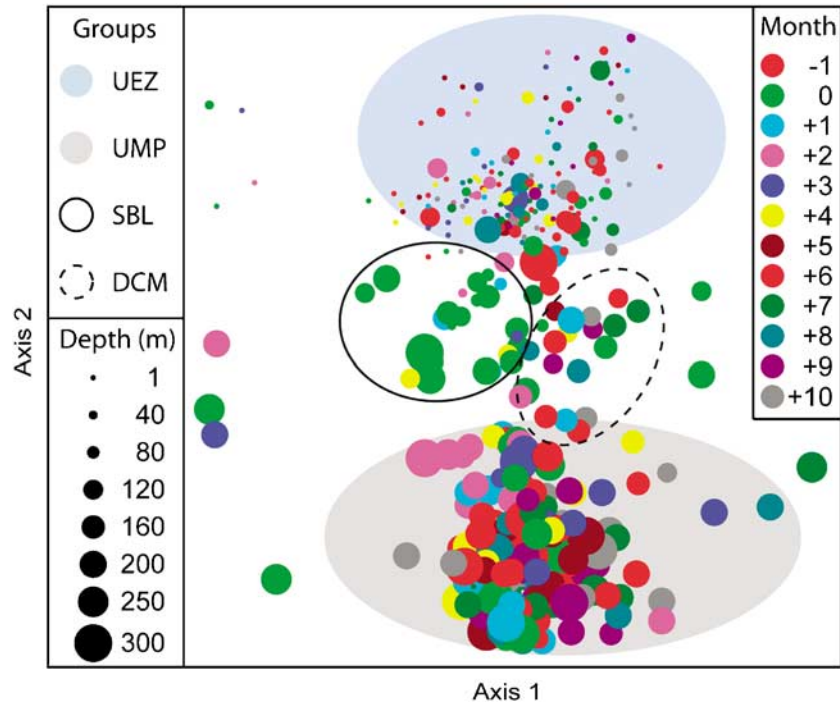 Groups
UEZ
UMP
SBL
DCM
Depth (m)
1
40
80
120
160
200
250
300
Axis 2
Axis 1
Month
-1
0
+1
+2
+3
+4
+5
+6
+7
+8
+9
+10